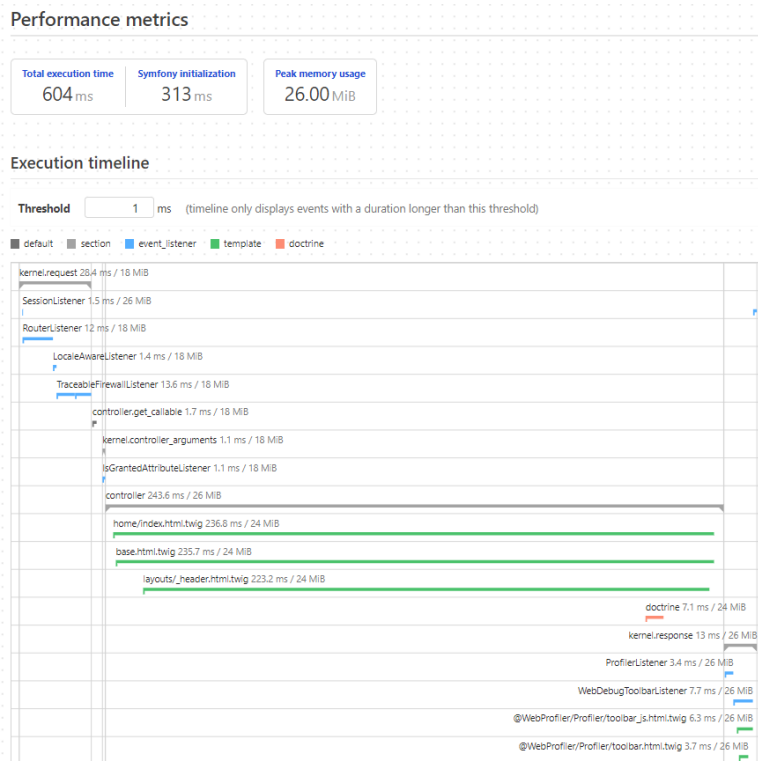 Performance metrics
Total execution time
Symfony initialization
Peak memory usage
604 ms
313 ms
26.00 MiB
Execution timeline
Threshold 1 ms (timeline only displays events with a duration longer than this threshold)
default section event_listener template doctrine
kernel.request 28.4 ms / 18 MiB
SessionListener 1.5 ms / 26 MiB
RouterListener 12 ms / 18 MiB
LocaleAwareListener 1.4 ms / 18 MiB
TraceableFirewallListener 13.6 ms / 18 MiB
controller.get_callable 1.7 ms / 18 MiB
kernel.controller_arguments 1.1 ms / 18 MiB
IsGrantedAttributeListener 1.1 ms / 18 MiB
controller 243.6 ms / 26 MiB
home/index.html.twig 236.8 ms / 24 MiB
base.html.twig 235.7 ms / 24 MiB
layouts/_header.html.twig 223.2 ms / 24 MiB
doctrine 7.1 ms / 24 MiB
kernel.response 13 ms / 26 MiB
ProfilerListener 3.4 ms / 26 MiB
WebDebugToolbarListener 7.7 ms / 26 MiB
@WebProfiler/Profiler/toolbar_js.html.twig 6.3 ms / 26 MiB
@WebProfiler/Profiler/toolbar.html.twig 3.7 ms / 26 MiB